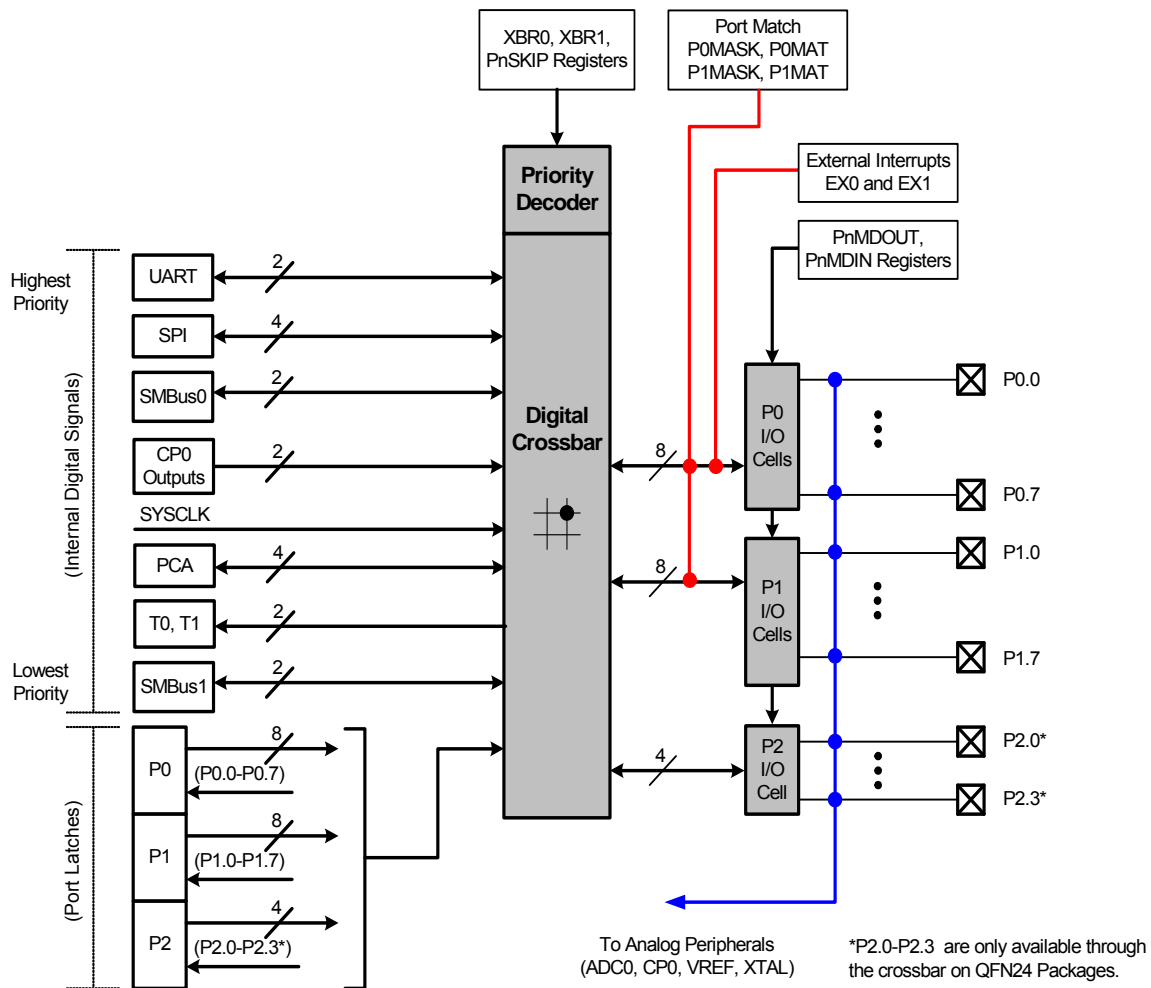 XBR0, XBR1,
PnSKIP Registers
Port Match
P0MASK, P0MAT
P1MASK, P1MAT
External Interrupts
EX0 and EX1
Priority
Decoder
PnMDOUT,
PnMDIN Registers
Highest
Priority
(Internal Digital Signals)
Lowest
Priority
UART
2
SPI
4
SMBus0
2
CP0
Outputs
2
SYSCLK
PCA
4
T0, T1
2
SMBus1
2
Digital
Crossbar
8
P0
I/O
Cells
P0.0
P0.7
8
P1
I/O
Cells
P1.0
P1.7
4
P2
I/O
Cell
P2.0*
P2.3*
(Port Latches)
P0
8
(P0.0-P0.7)
P1
8
(P1.0-P1.7)
P2
4
(P2.0-P2.3*)
To Analog Peripherals
(ADC0, CP0, VREF, XTAL)
*P2.0-P2.3 are only available through
the crossbar on QFN24 Packages.